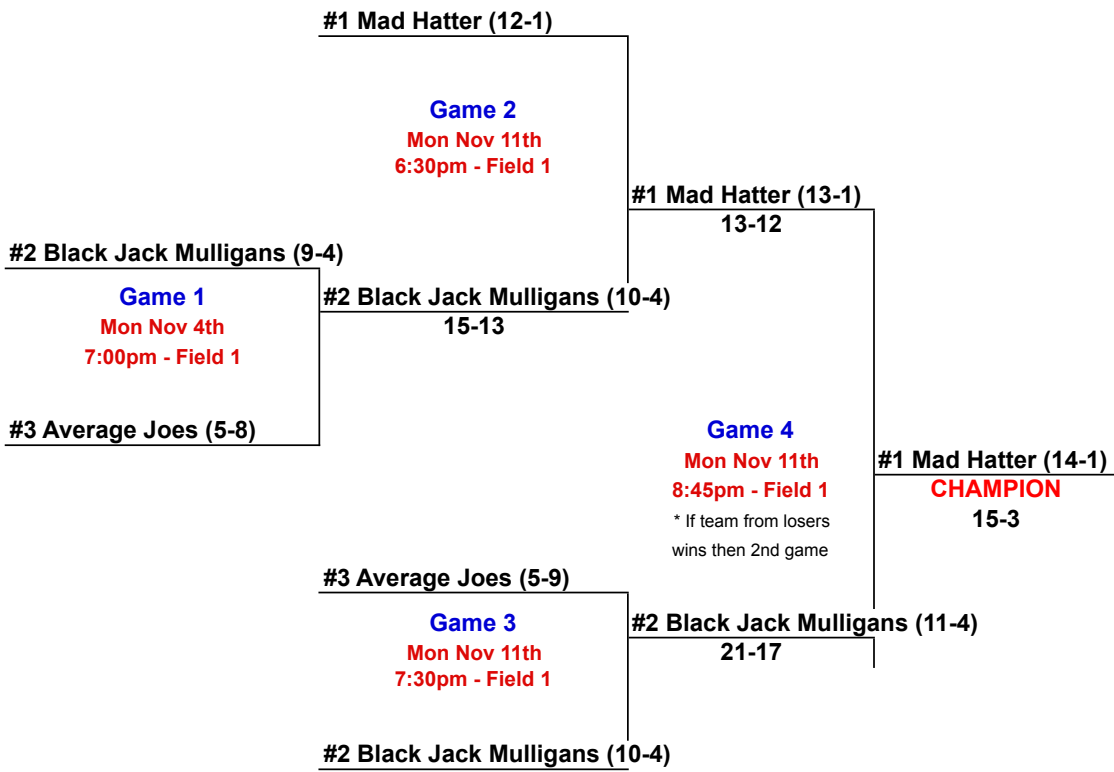 #1 Mad Hatter (12-1)
Game 2
Mon Nov 11th
6:30pm - Field 1
#1 Mad Hatter (13-1)
13-12
#2 Black Jack Mulligans (9-4)
Game 1
Mon Nov 4th
7:00pm - Field 1
#2 Black Jack Mulligans (10-4)
15-13
#3 Average Joes (5-8)
Game 4
Mon Nov 11th
8:45pm - Field 1
* If team from losers
wins then 2nd game
#1 Mad Hatter (14-1)
CHAMPION
15-3
#3 Average Joes (5-9)
Game 3
Mon Nov 11th
7:30pm - Field 1
#2 Black Jack Mulligans (11-4)
21-17
#2 Black Jack Mulligans (10-4)